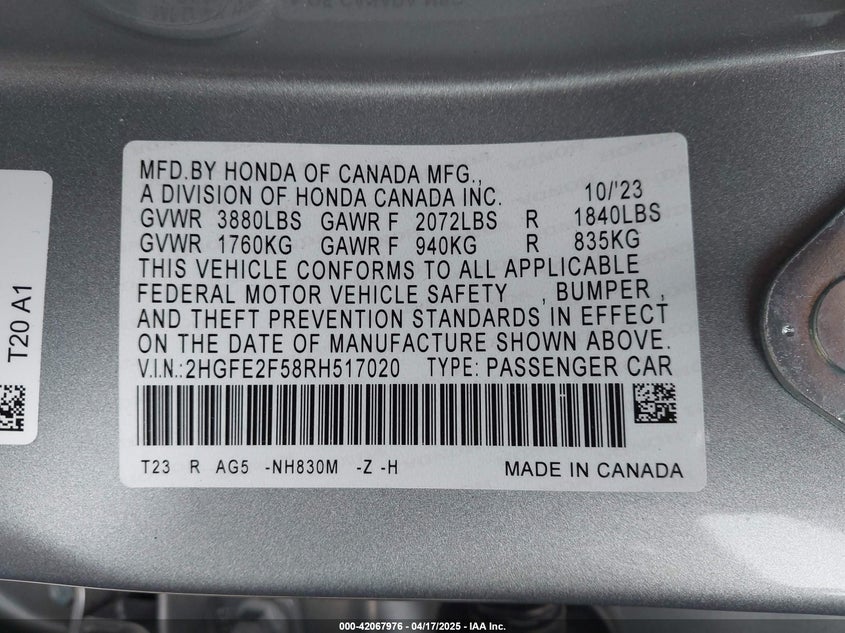 MFD.BY HONDA OF CANADA MFG.,
A DIVISION OF HONDA CANADA INC. 10/'23
GVWR 3880LBS GAWR F 2072LBS R 1840LBS
GVWR 1760KG GAWR F 940KG R 835KG
THIS VEHICLE CONFORMS TO ALL APPLICABLE
FEDERAL MOTOR VEHICLE SAFETY , BUMPER ,
AND THEFT PREVENTION STANDARDS IN EFFECT
ON THE DATE OF MANUFACTURE SHOWN ABOVE.
V.I.N.:2HGFE2F58RH517020 TYPE: PASSENGER CAR
T23 R AG5 -NH830M -Z -H MADE IN CANADA
T20 A1
000-42067976 - 04/17/2025 - IAA Inc.